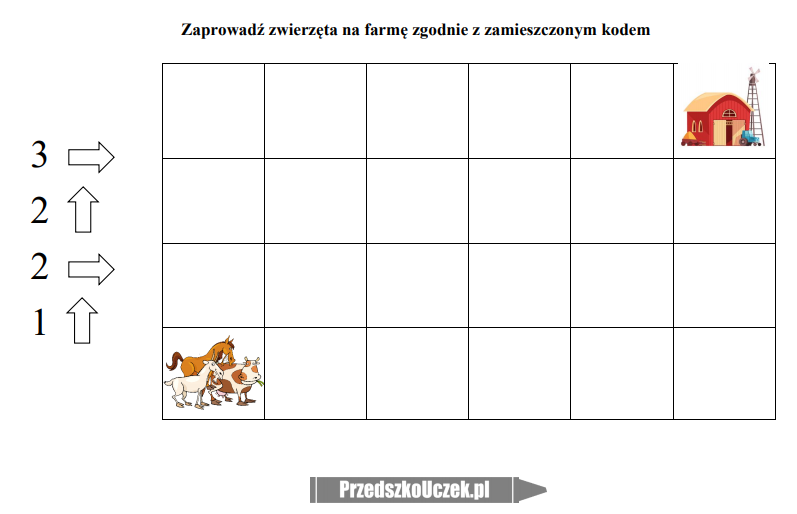 Zaprowadź zwierzęta na farmę zgodnie z zamieszczonym kodem
3
2
2
1
PrzedszkoUczek.pl